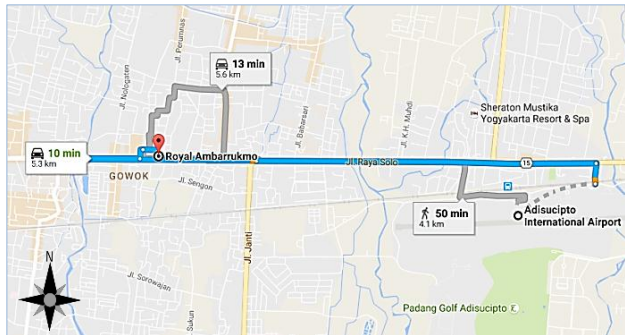 Jl. Perumnas
Jl. Nologaten
13 min
5.6 km
Jl. Babarsari
Jl. K.H. Muhdi
Sheraton Mustika
Yogyakarta Resort & Spa
10 min
5.3 km
Royal Ambarrukmo
Jl. Raya Solo
15
GOWOK
Jl. Sengon
50 min
4.1 km
Adisucipto
International Airport
Jl. Janti
N
Jl. Sorowajan
Sukun
Padang Golf Adisucipto